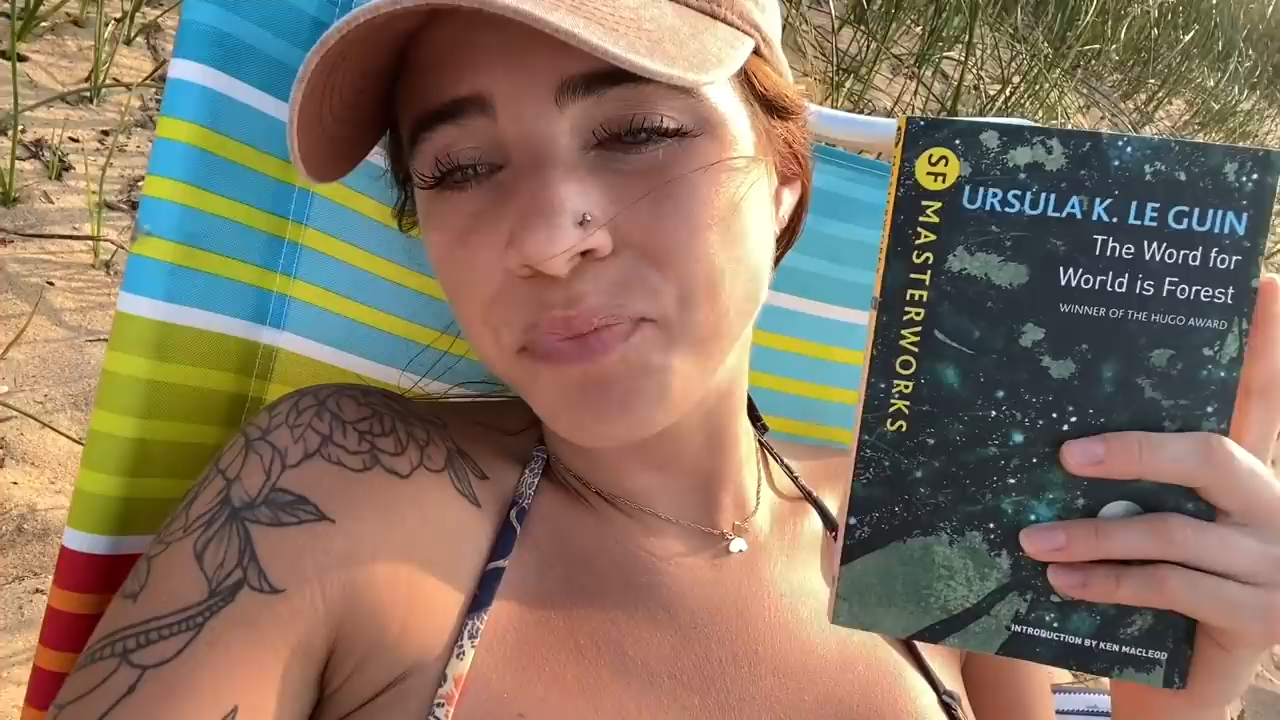 SF MASTERWORKS
URSULA K. LE GUIN
The Word for
World is Forest
WINNER OF THE HUGO AWARD
INTRODUCTION BY KEN MACLEOD